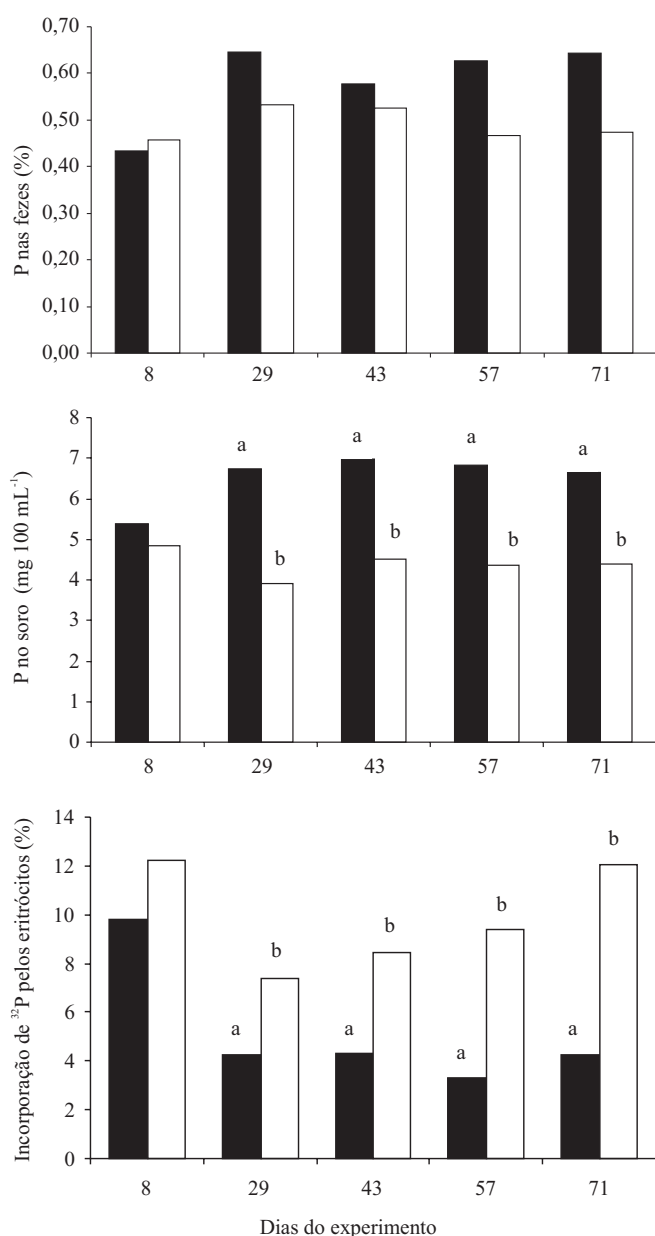 P nas fezes (%)
0,70
0,60
0,50
0,40
0,30
0,20
0,10
0,00
8 29 43 57 71
P no soro (mg 100 mL⁻¹)
8
7
6
5
4
3
2
1
0
a a a a
b b b b
8 29 43 57 71
Incorporação de ³²P pelos eritrócitos (%)
14
12
10
8
6
4
2
0
b b b b
a a a a
8 29 43 57 71
Dias do experimento